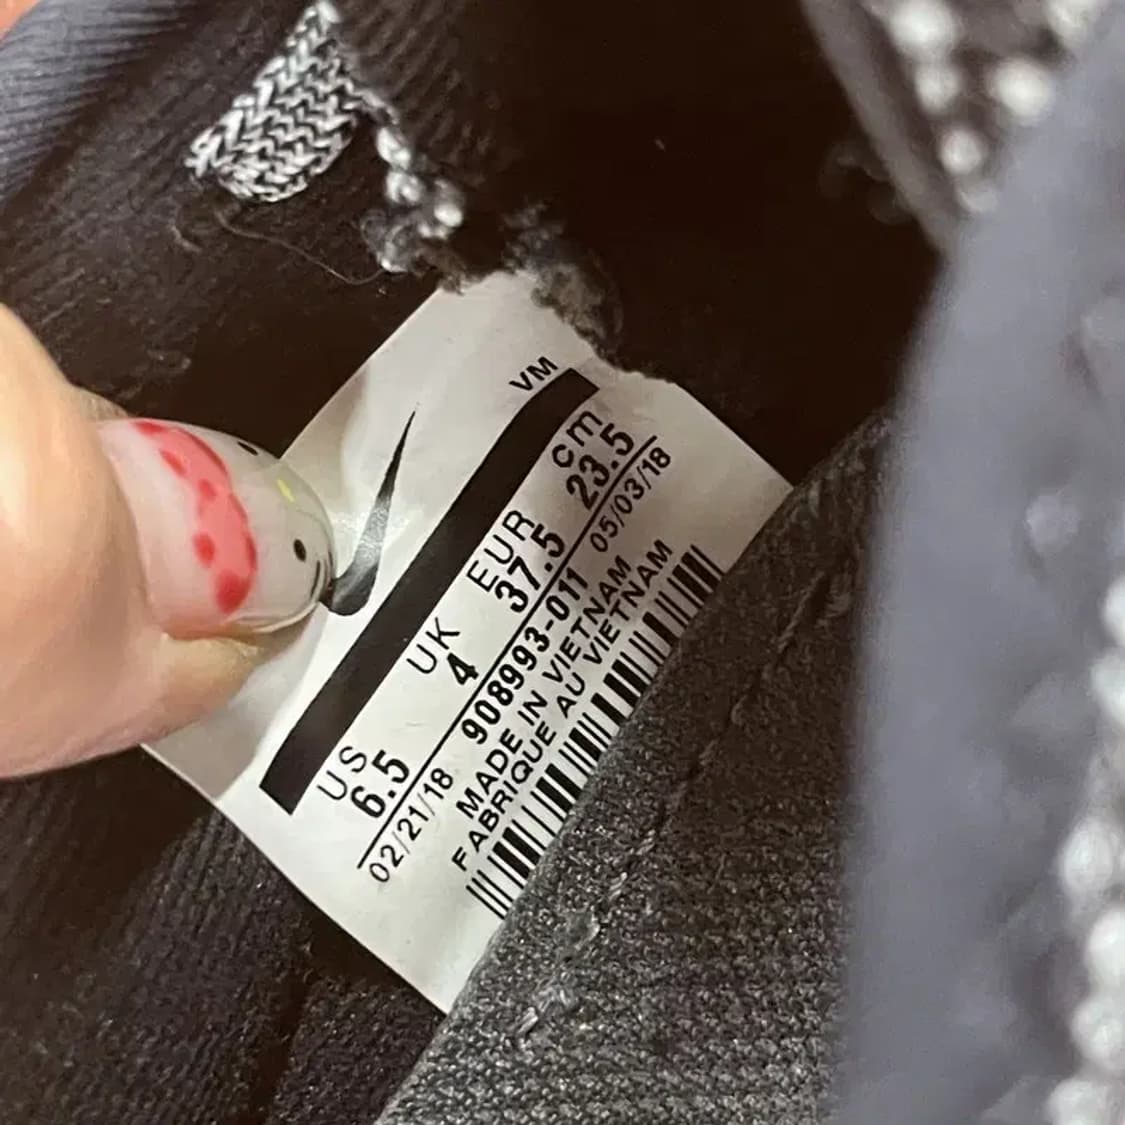 VM
US UK EUR cm
6.5 4 37.5 23.5
02/21/18 908993-011 05/03/18
MADE IN VIETNAM
FABRIQUE AU VIETNAM